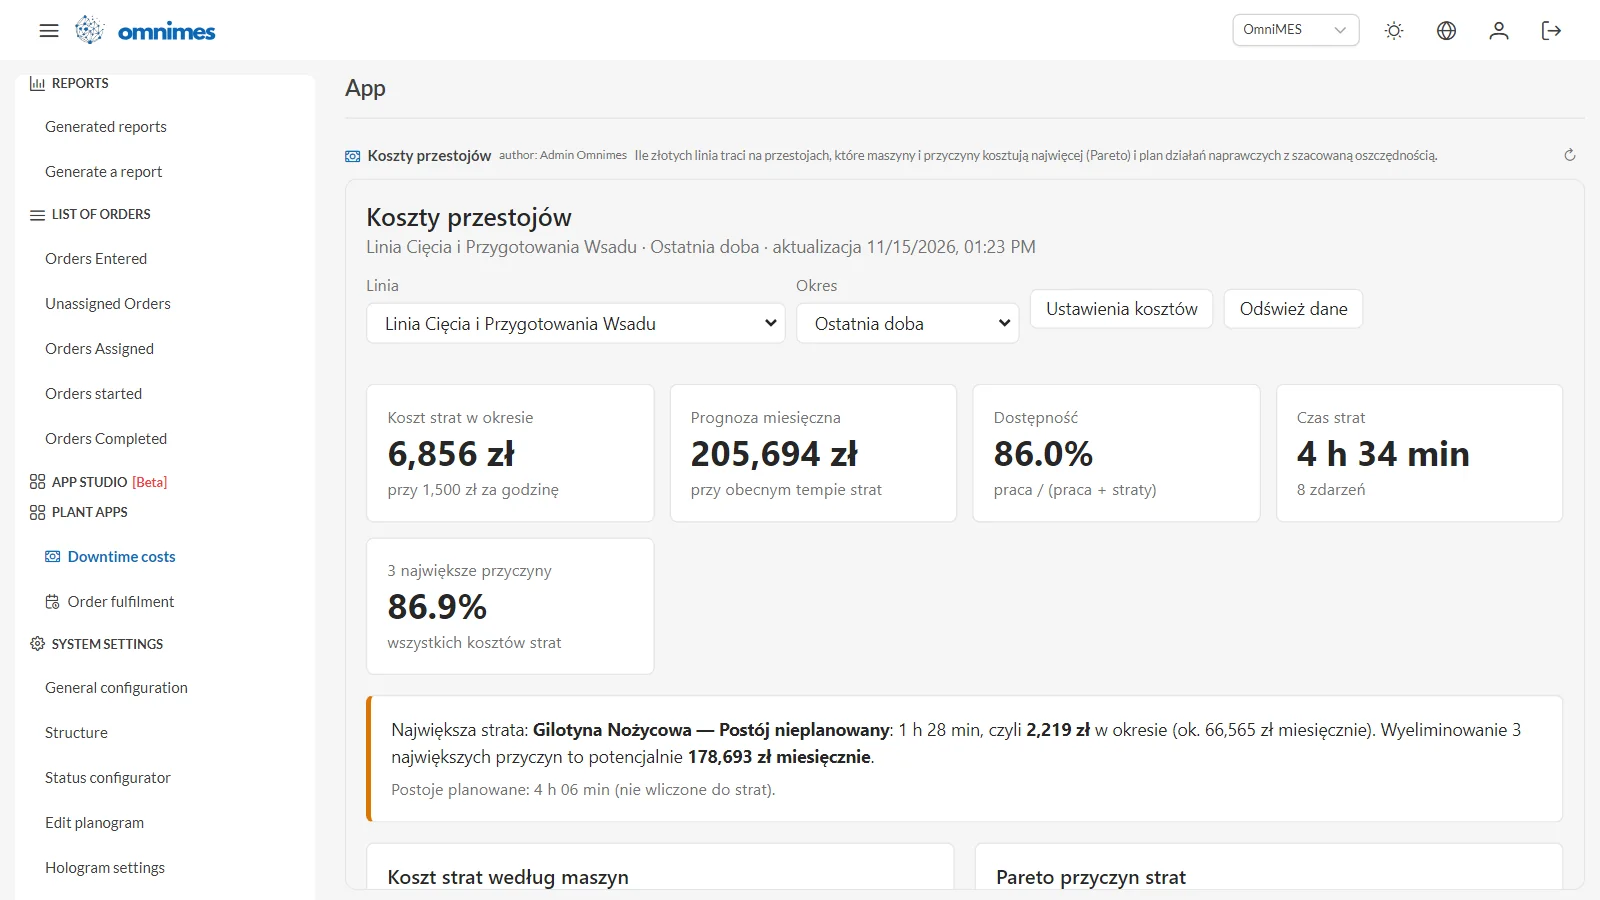 omnimes
OmniMES
REPORTS
Generated reports
Generate a report
LIST OF ORDERS
Orders Entered
Unassigned Orders
Orders Assigned
Orders started
Orders Completed
APP STUDIO [Beta]
PLANT APPS
Downtime costs
Order fulfilment
SYSTEM SETTINGS
General configuration
Structure
Status configurator
Edit planogram
Hologram settings
App
Koszty przestojów author: Admin Omnimes Ile złotych linia traci na przestojach, które maszyny i przyczyny kosztują najwięcej (Pareto) i plan działań naprawczych z szacowaną oszczędnością.
Koszty przestojów
Linia Cięcia i Przygotowania Wsadu · Ostatnia doba · aktualizacja 11/15/2026, 01:23 PM
Linia
Okres
Linia Cięcia i Przygotowania Wsadu
Ostatnia doba
Ustawienia kosztów
Odśwież dane
Koszt strat w okresie
6,856 zł
przy 1,500 zł za godzinę
Prognoza miesięczna
205,694 zł
przy obecnym tempie strat
Dostępność
86.0%
praca / (praca + straty)
Czas strat
4 h 34 min
8 zdarzeń
3 największe przyczyny
86.9%
wszystkich kosztów strat
Największa strata: Gilotyna Nożycowa — Postój nieplanowany: 1 h 28 min, czyli 2,219 zł w okresie (ok. 66,565 zł miesięcznie). Wyeliminowanie 3
największych przyczyn to potencjalnie 178,693 zł miesięcznie.
Postoje planowane: 4 h 06 min (nie wliczone do strat).
Koszt strat według maszyn
Pareto przyczyn strat